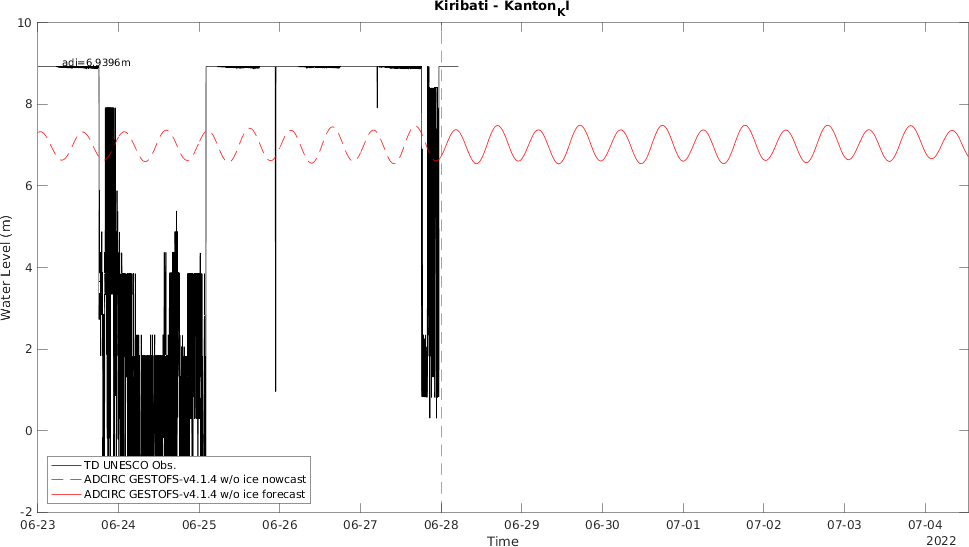 Kiribati - Kanton_KI
10
adj=6.9396m
8
6
4
2
0
-2
Water Level (m)
TD UNESCO Obs.
ADCIRC GESTOFS-v4.1.4 w/o ice nowcast
ADCIRC GESTOFS-v4.1.4 w/o ice forecast
06-23 06-24 06-25 06-26 06-27 06-28 06-29 06-30 07-01 07-02 07-03 07-04
Time
2022